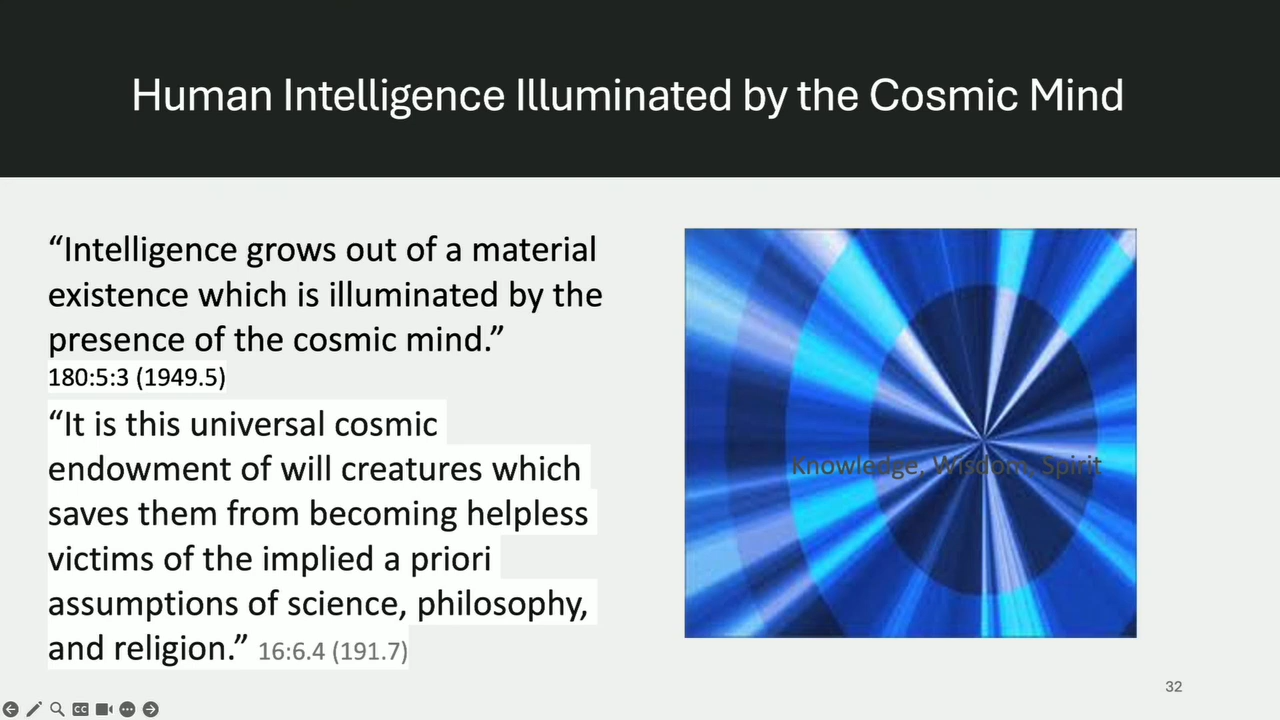 Human Intelligence Illuminated by the Cosmic Mind
“Intelligence grows out of a material
existence which is illuminated by the
presence of the cosmic mind.”
180:5:3 (1949.5)
“It is this universal cosmic
endowment of will creatures which
saves them from becoming helpless
victims of the implied a priori
assumptions of science, philosophy,
and religion.” 16:6.4 (191.7)
Knowledge, Wisdom, Spirit
32
CC